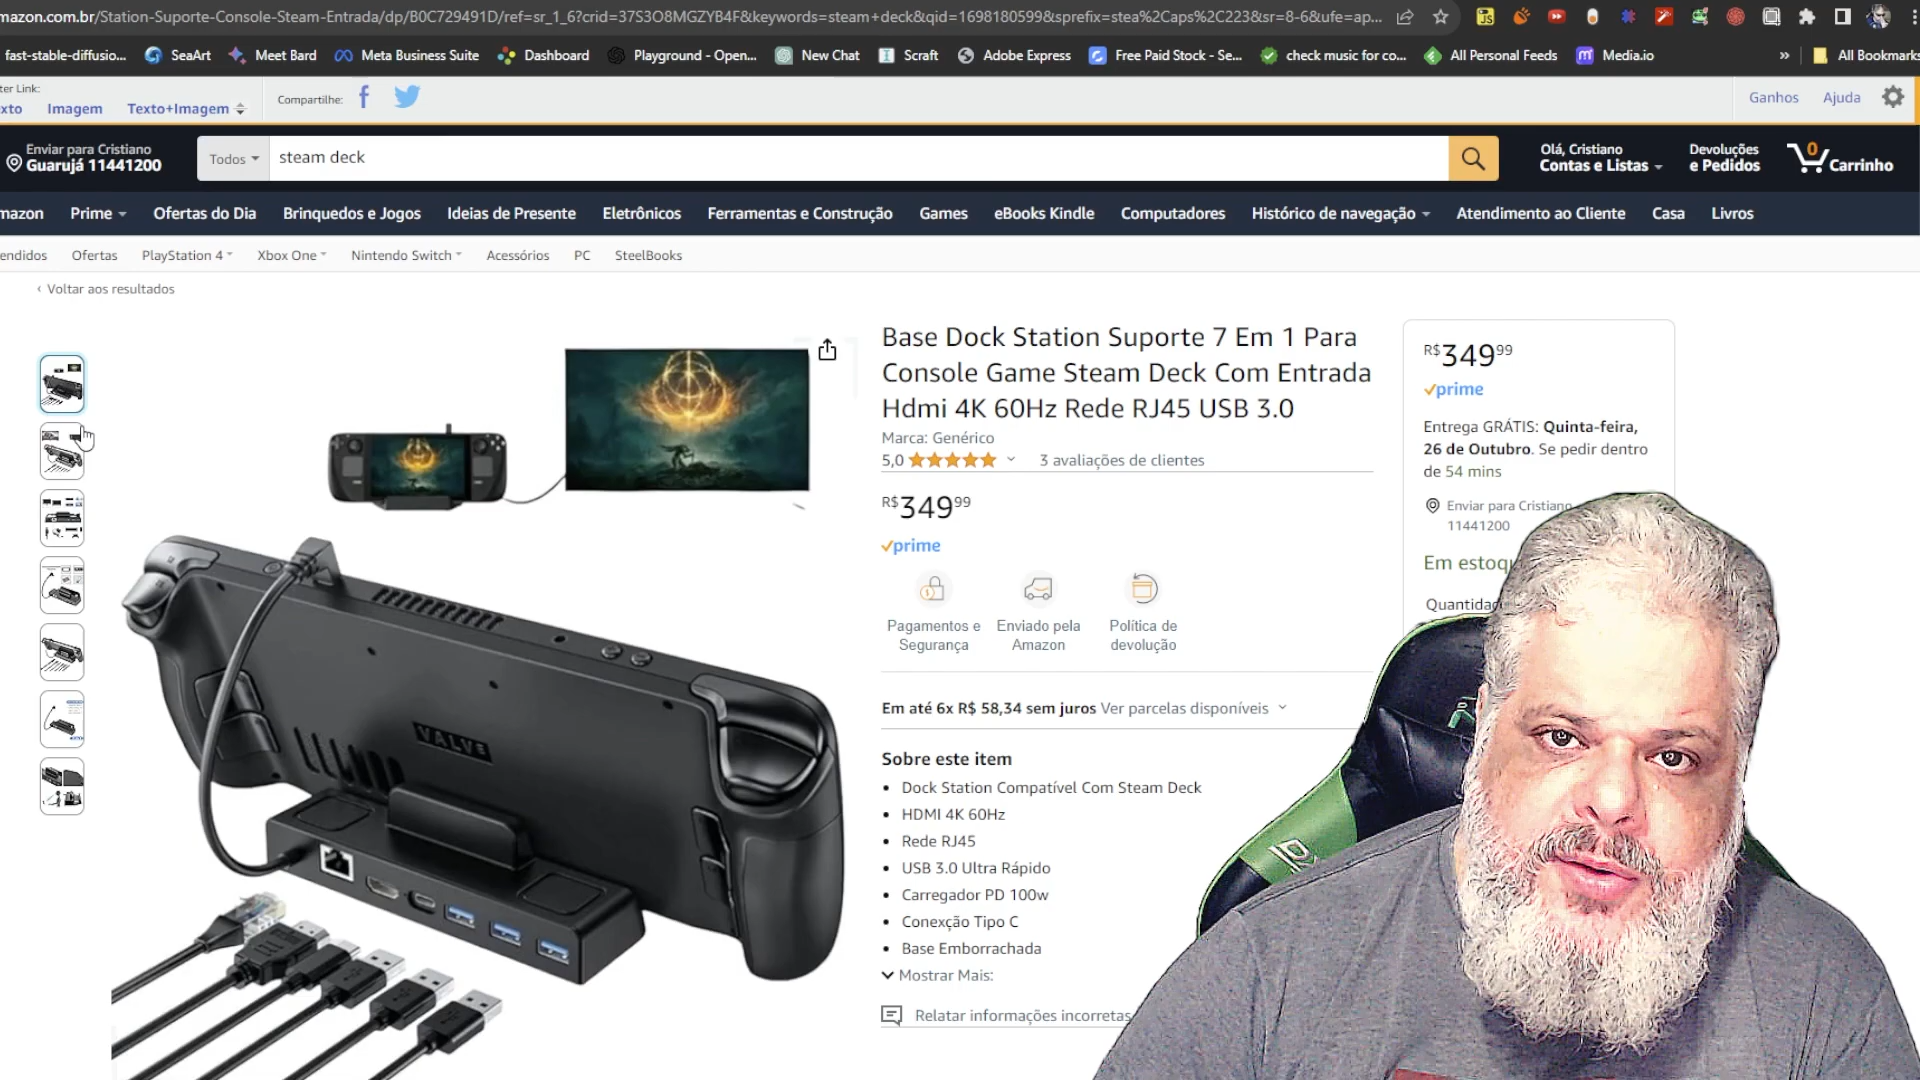 mazon.com.br/Station-Suporte-Console-Steam-Entrada/dp/B0C729491D/ref=sr_1_6?crid=37S3O8MGZYB4F&keywords=steam+deck&qid=1698180599&sprefix=stea%2Caps%2C223&sr=8-6&ufe=ap...
fast-stable-diffusio... SeaArt Meet Bard Meta Business Suite Dashboard Playground - Open... New Chat Scraft Adobe Express Free Paid Stock - Se... check music for co... All Personal Feeds Media.io » All Bookmarks
ter Link:
xto Imagem Texto+Imagem Compartilhe: Ganhos Ajuda
Enviar para Cristiano
Guarujá 11441200
Todos steam deck
Olá, Cristiano
Contas e Listas
Devoluções
e Pedidos
0 Carrinho
mazon Prime Ofertas do Dia Brinquedos e Jogos Ideias de Presente Eletrônicos Ferramentas e Construção Games eBooks Kindle Computadores Histórico de navegação Atendimento ao Cliente Casa Livros
endidos Ofertas PlayStation 4 Xbox One Nintendo Switch Acessórios PC SteelBooks
‹ Voltar aos resultados
VALVE
Base Dock Station Suporte 7 Em 1 Para
Console Game Steam Deck Com Entrada
Hdmi 4K 60Hz Rede RJ45 USB 3.0
Marca: Genérico
5,0 3 avaliações de clientes
R$34999
prime
Pagamentos e
Segurança
Enviado pela
Amazon
Política de
devolução
Em até 6x R$ 58,34 sem juros Ver parcelas disponíveis
Sobre este item
• Dock Station Compatível Com Steam Deck
• HDMI 4K 60Hz
• Rede RJ45
• USB 3.0 Ultra Rápido
• Carregador PD 100w
• Conexção Tipo C
• Base Emborrachada
Mostrar Mais:
Relatar informações incorretas
R$34999
prime
Entrega GRÁTIS: Quinta-feira,
26 de Outubro. Se pedir dentro
de 54 mins
Enviar para Cristiano
11441200
Em estoqu
Quantidad